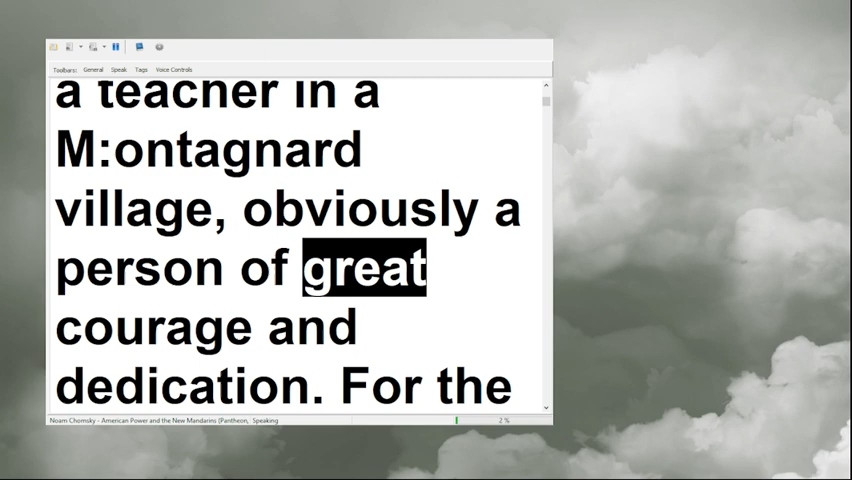 Toolbars: General Speak Tags Voice Controls
a teacher in a
M:ontagnard
village, obviously a
person of great
courage and
dedication. For the
Noam Chomsky - American Power and the New Mandarins (Pantheon, Speaking 2 %